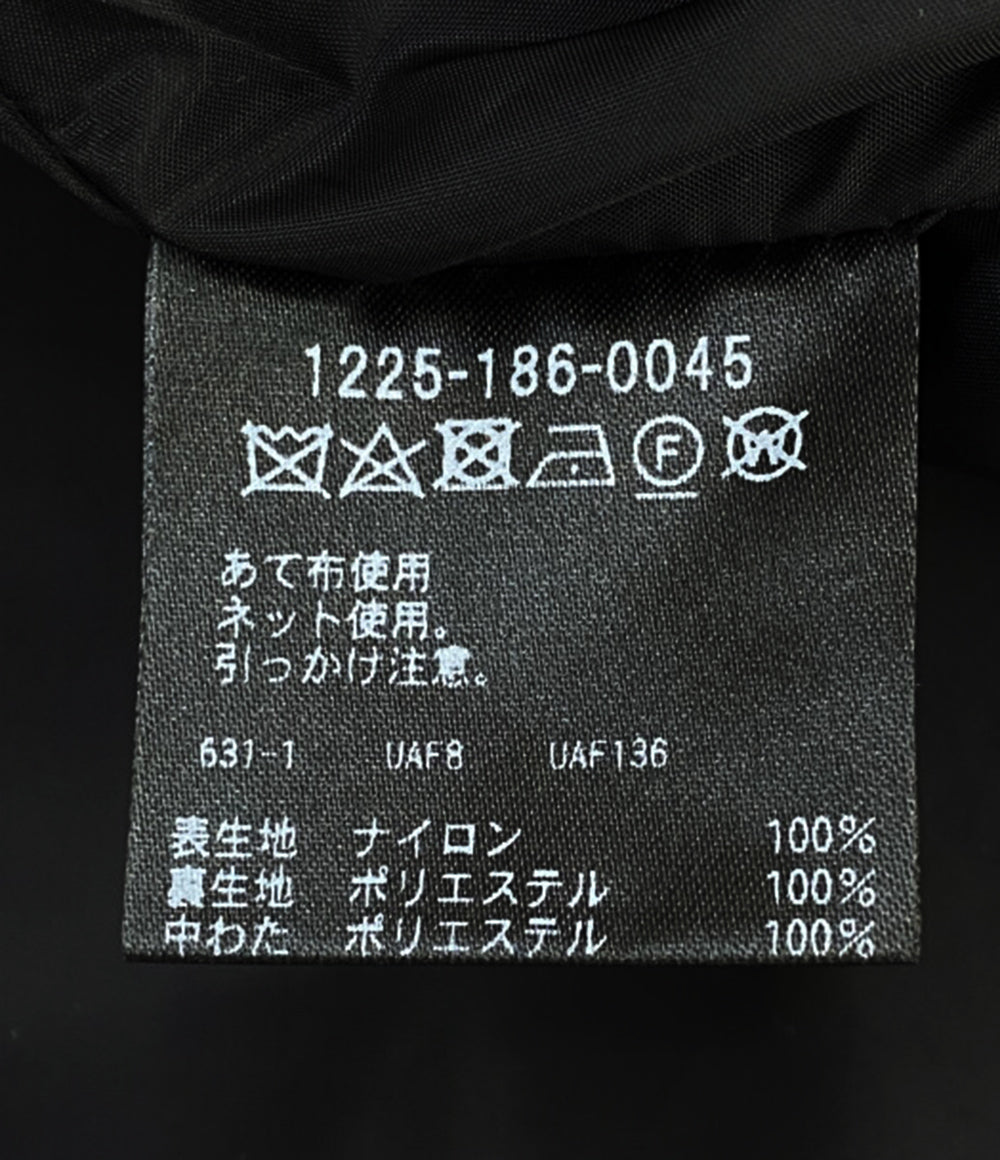 1225-186-0045
F
W
あて布使用
ネット使用。
引っかけ注意。
631-1 UAF8 UAF136
表生地 ナイロン 100%
裏生地 ポリエステル 100%
中わた ポリエステル 100%